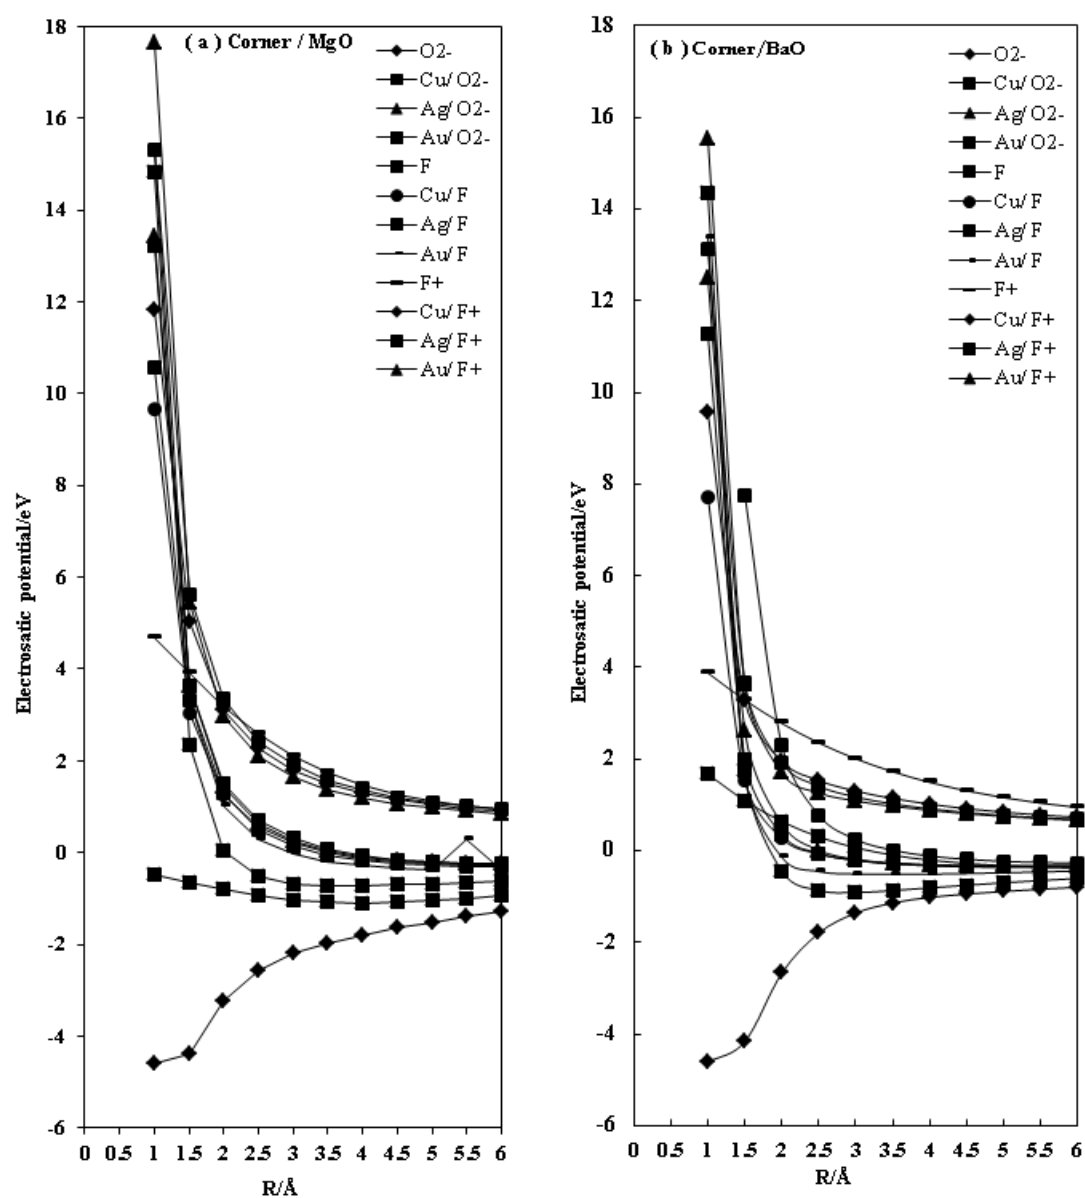 ( a ) Corner / MgO
O2-
Cu/ O2-
Ag/ O2-
Au/ O2-
F
Cu/ F
Ag/ F
Au/ F
F+
Cu/ F+
Ag/ F+
Au/ F+
18
16
14
12
10
8
6
4
2
0
-2
-4
-6
Electrosatic potential/eV
0 0.5 1 1.5 2 2.5 3 3.5 4 4.5 5 5.5 6
R/Å
( b ) Corner/BaO
O2-
Cu/ O2-
Ag/ O2-
Au/ O2-
F
Cu/ F
Ag/ F
Au/ F
F+
Cu/ F+
Ag/ F+
Au/ F+
18
16
14
12
10
8
6
4
2
0
-2
-4
-6
Electrosatic potential/eV
0 0.5 1 1.5 2 2.5 3 3.5 4 4.5 5 5.5 6
R/Å